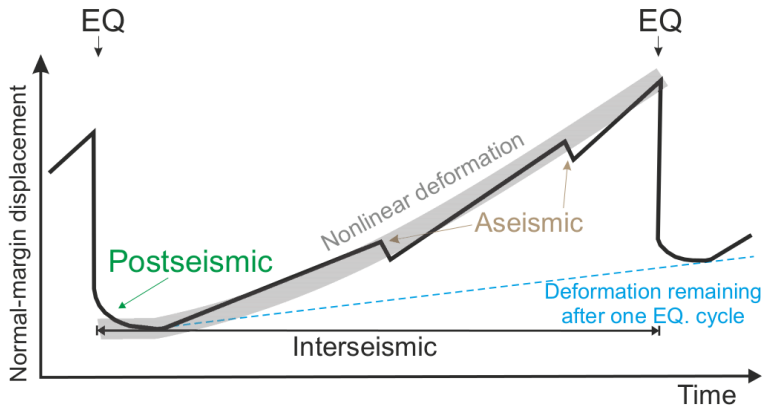 EQ
EQ
Normal-margin displacement
Nonlinear deformation
Aseismic
Postseismic
Deformation remaining
after one EQ. cycle
Interseismic
Time